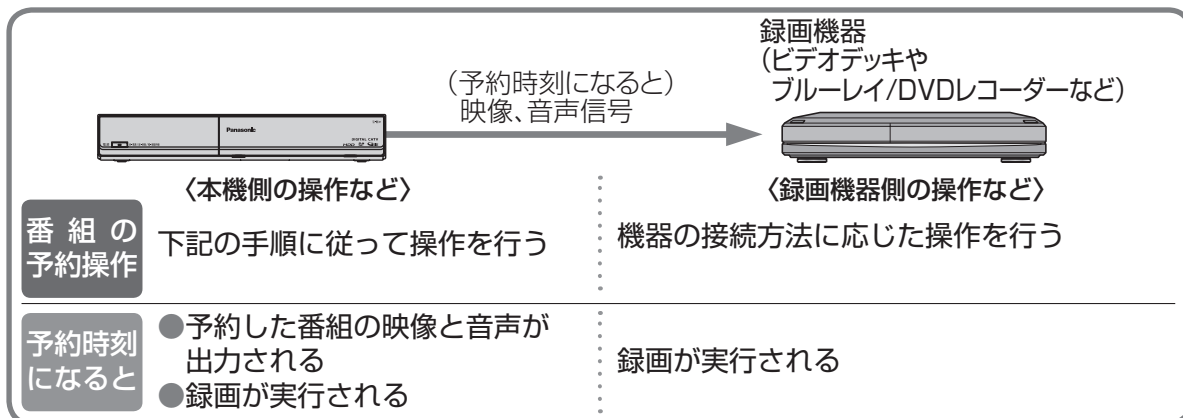 録画機器
(ビデオデッキや
ブルーレイ/DVDレコーダーなど)
(予約時刻になると)
映像、音声信号
Panasonic
DIGITAL CATV
HDD
〈本機側の操作など〉
〈録画機器側の操作など〉
番組の
予約操作
下記の手順に従って操作を行う
機器の接続方法に応じた操作を行う
予約時刻
になると
●予約した番組の映像と音声が
出力される
●録画が実行される
録画が実行される